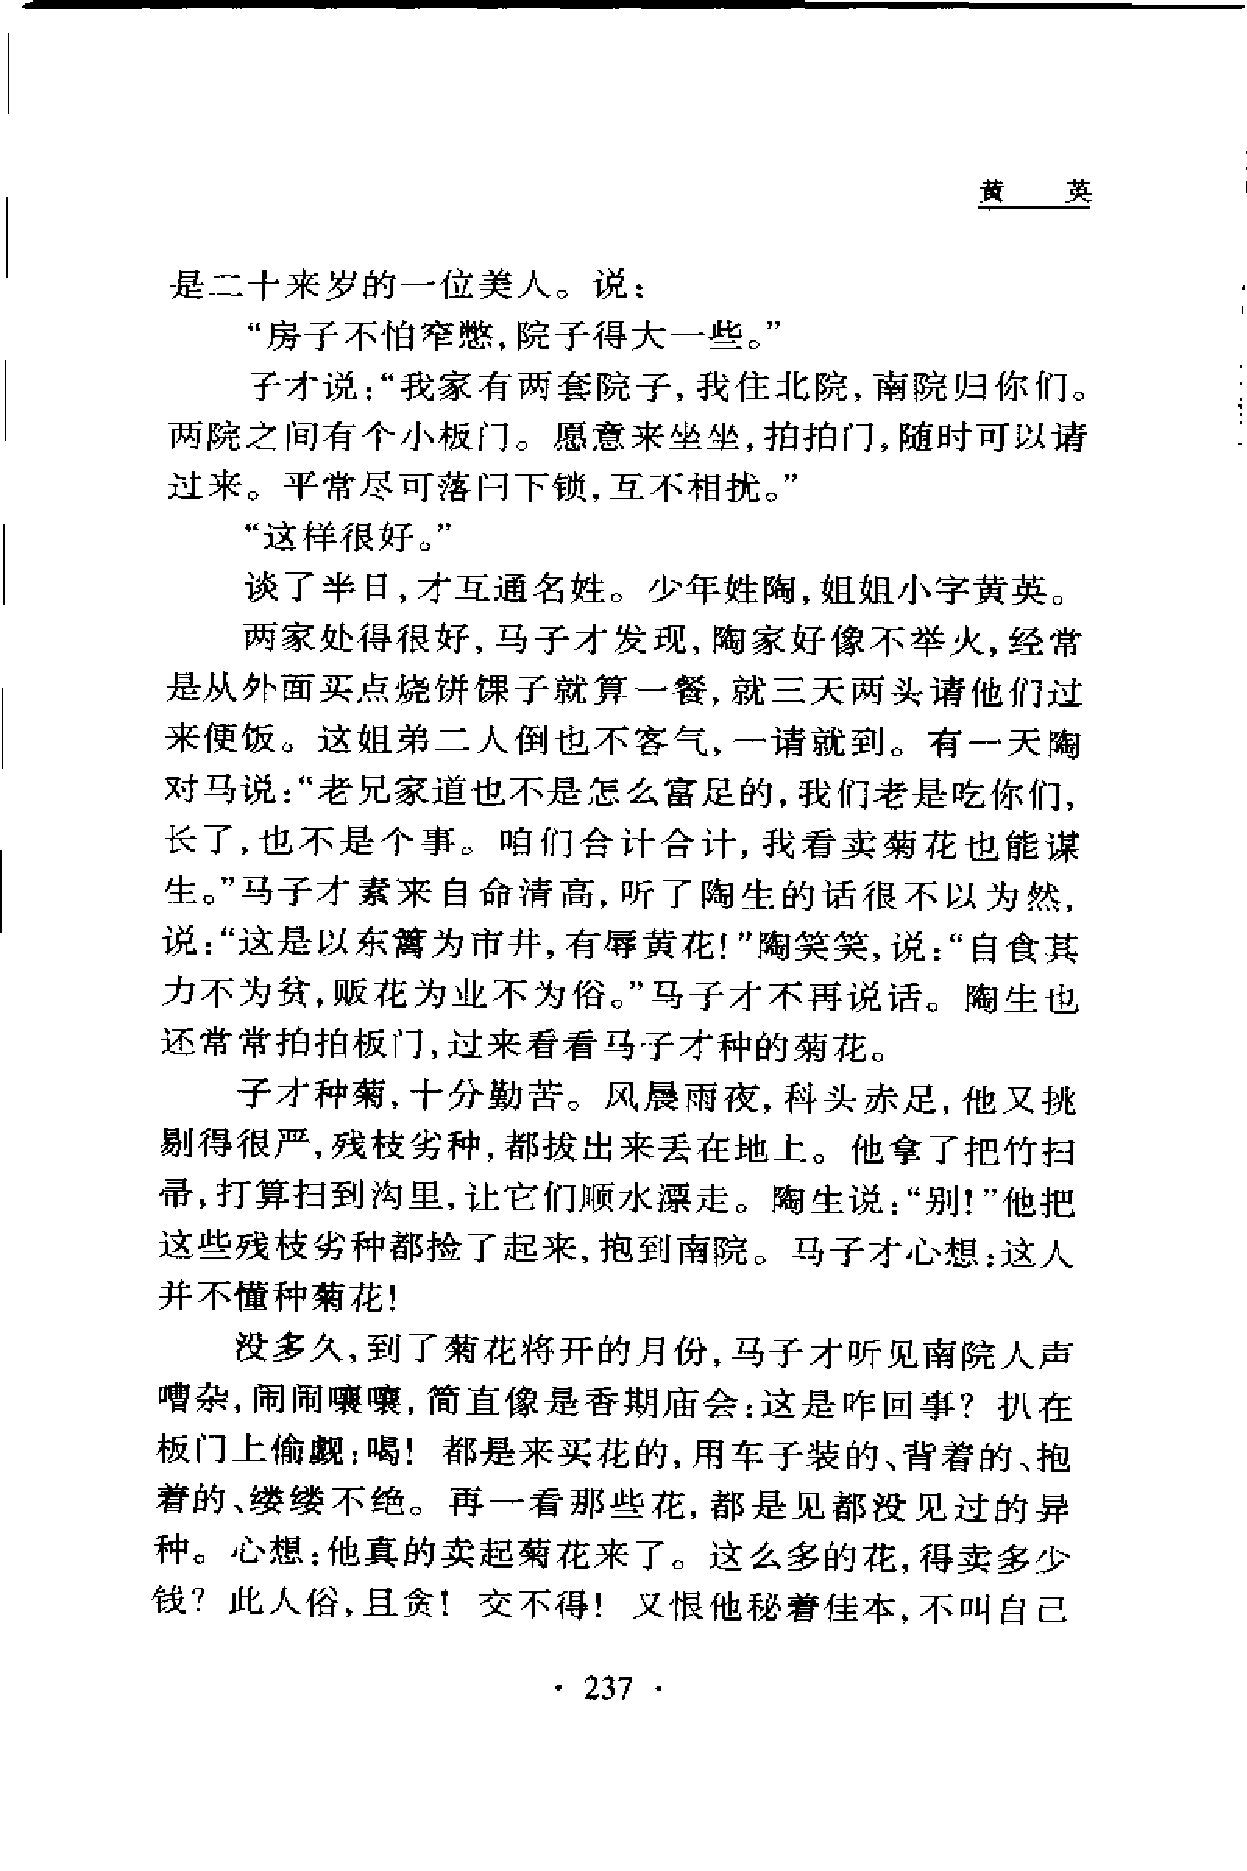 黄　英
是二十来岁的一位美人。说：
“房子不怕窄憋，院子得大一些。”
子才说：“我家有两套院子，我住北院，南院归你们。
两院之间有个小板门。愿意来坐坐，拍拍门，随时可以请
过来。平常尽可落闩下锁，互不相扰。”
“这样很好。”
谈了半日，才互通名姓。少年姓陶，姐姐小字黄英。
两家处得很好，马子才发现，陶家好像不举火，经常
是从外面买点烧饼馃子就算一餐，就三天两头请他们过
来便饭。这姐弟二人倒也不客气，一请就到。有一天陶
对马说：“老兄家道也不是怎么富足的，我们老是吃你们，
长了，也不是个事。咱们合计合计，我看卖菊花也能谋
生。”马子才素来自命清高，听了陶生的话很不以为然，
说：“这是以东篱为市井，有辱黄花！”陶笑笑，说：“自食其
力不为贫，贩花为业不为俗。”马子才不再说话。陶生也
还常常拍拍板门，过来看看马子才种的菊花。
子才种菊，十分勤苦。风晨雨夜，科头赤足，他又挑
剔得很严，残枝劣种，都拔出来丢在地上。他拿了把竹扫
帚，打算扫到沟里，让它们顺水漂走。陶生说：“别！”他把
这些残枝劣种都捡了起来，抱到南院。马子才心想：这人
并不懂种菊花！
没多久，到了菊花将开的月份，马子才听见南院人声
嘈杂，闹闹嚷嚷，简直像是香期庙会：这是咋回事？扒在
板门上偷觑：喝！都是来买花的，用车子装的、背着的、抱
着的、缕缕不绝。再一看那些花，都是见都没见过的异
种。心想：他真的卖起菊花来了。这么多的花，得卖多少
钱？此人俗，且贪！交不得！又恨他秘着佳本，不叫自己
· 237 ·